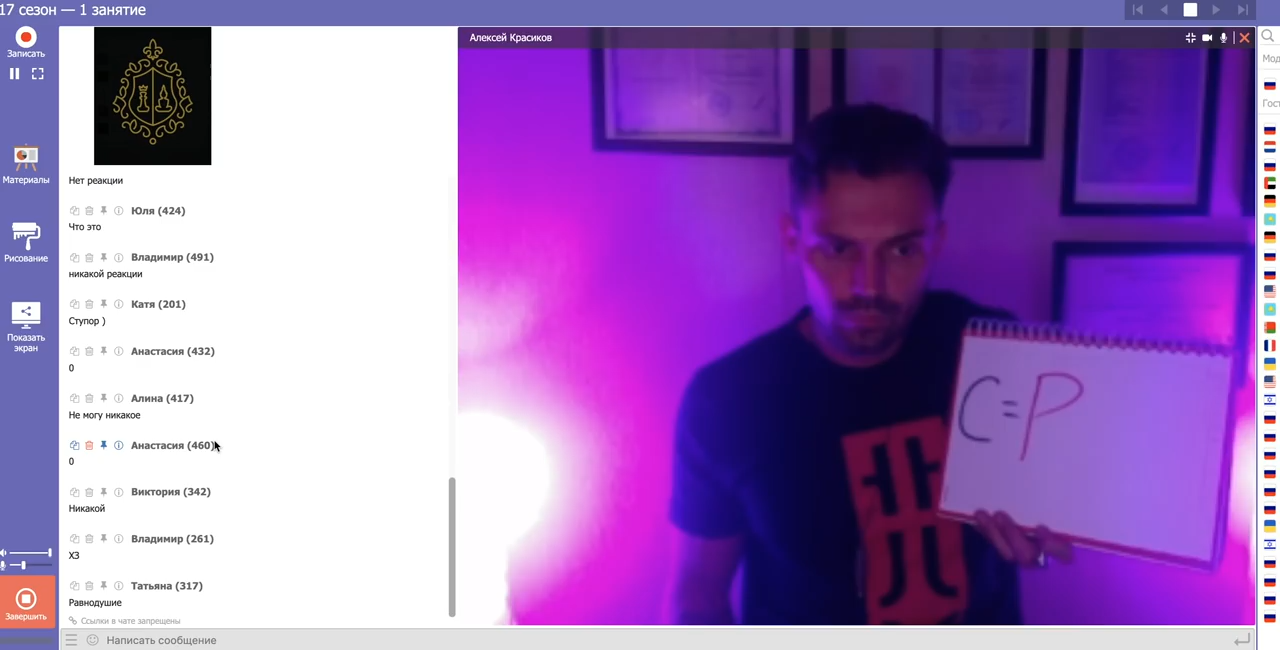 17 сезон — 1 занятие
Записать
Материалы
Рисование
Показать
экран
Завершить
Нет реакции
Юля (424)
Что это
Владимир (491)
никакой реакции
Катя (201)
Ступор )
Анастасия (432)
0
Алина (417)
Не могу никакое
Анастасия (460)
0
Виктория (342)
Никакой
Владимир (261)
ХЗ
Татьяна (317)
Равнодушие
Ссылки в чате запрещены
Написать сообщение
Алексей Красиков
C=P
Мод
Гост